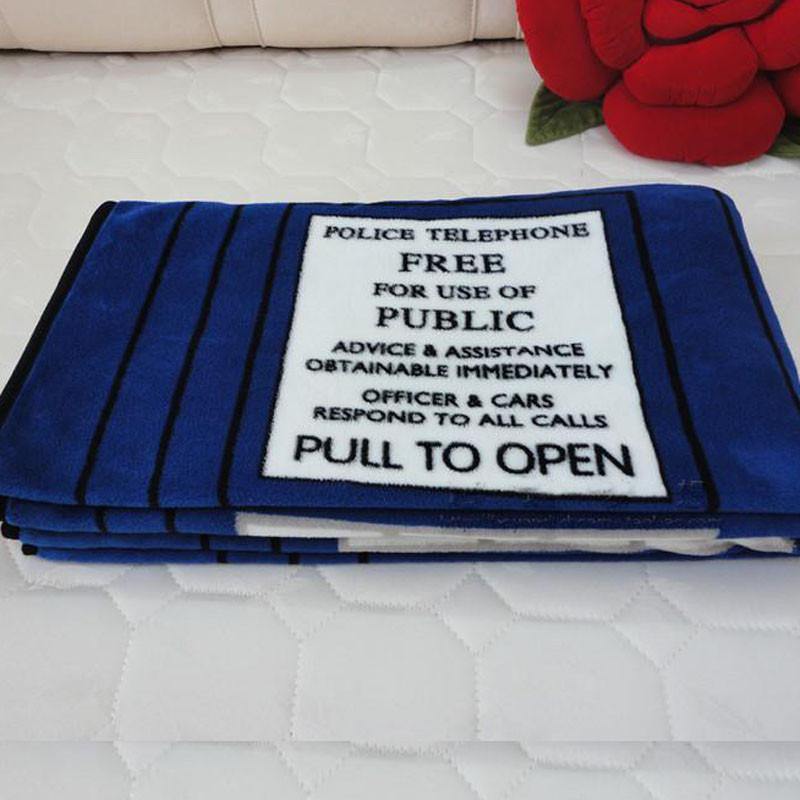 POLICE TELEPHONE
FREE
FOR USE OF
PUBLIC
ADVICE & ASSISTANCE
OBTAINABLE IMMEDIATELY
OFFICER & CARS
RESPOND TO ALL CALLS
PULL TO OPEN